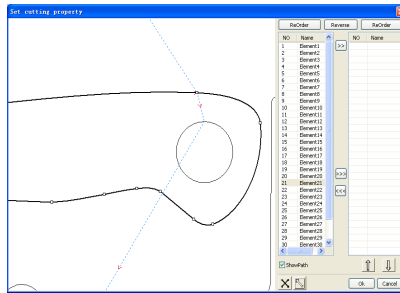 Set cutting property
ReOrder Reverse ReOrder
NO Name NO Name
1 Element1
2 Element2
3 Element3
4 Element4
5 Element5
6 Element6
7 Element7
8 Element8
9 Element9
10 Element10
11 Element11
12 Element12
13 Element13
14 Element14
15 Element15
16 Element16
17 Element17
18 Element18
19 Element19
20 Element20
21 Element21
22 Element22
23 Element23
24 Element24
25 Element25
26 Element26
27 Element27
28 Element28
29 Element29
30 Element30
>>
>>>
<<<
ShowPath
Ok Cancel